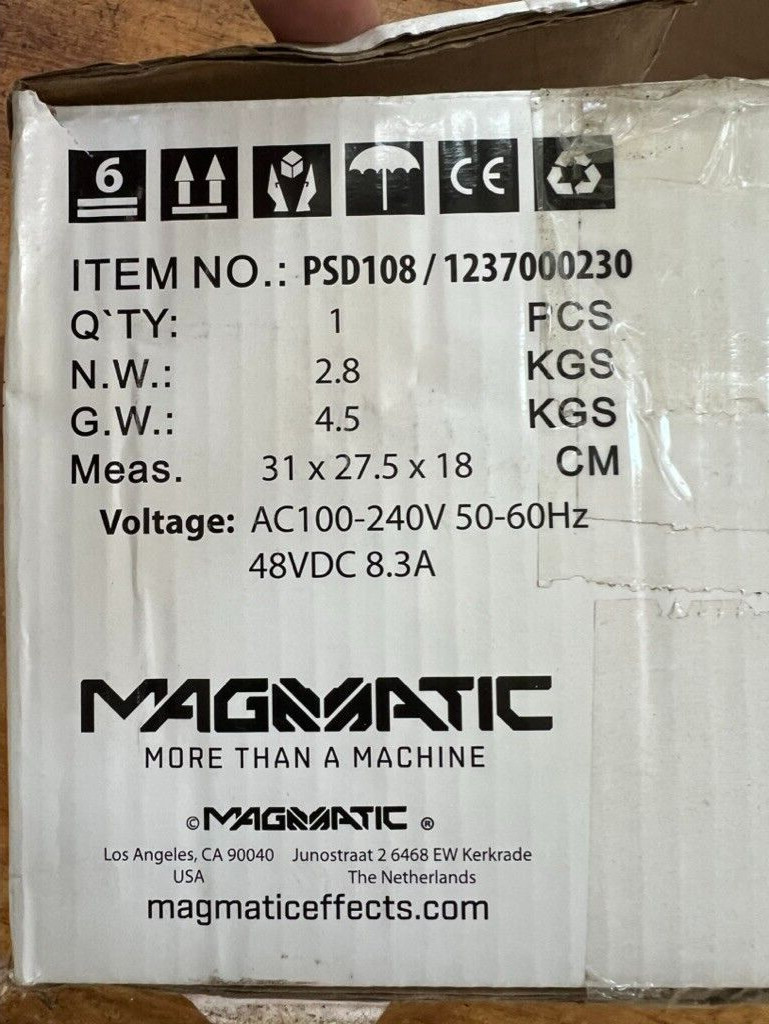 6
CE
ITEM NO.: PSD108 / 1237000230
Q`TY: 1 PCS
N.W.: 2.8 KGS
G.W.: 4.5 KGS
Meas. 31 x 27.5 x 18 CM
Voltage: AC100-240V 50-60Hz
48VDC 8.3A
MAGMATIC
MORE THAN A MACHINE
©MAGMATIC ®
Los Angeles, CA 90040 Junostraat 2 6468 EW Kerkrade
USA The Netherlands
magmaticeffects.com